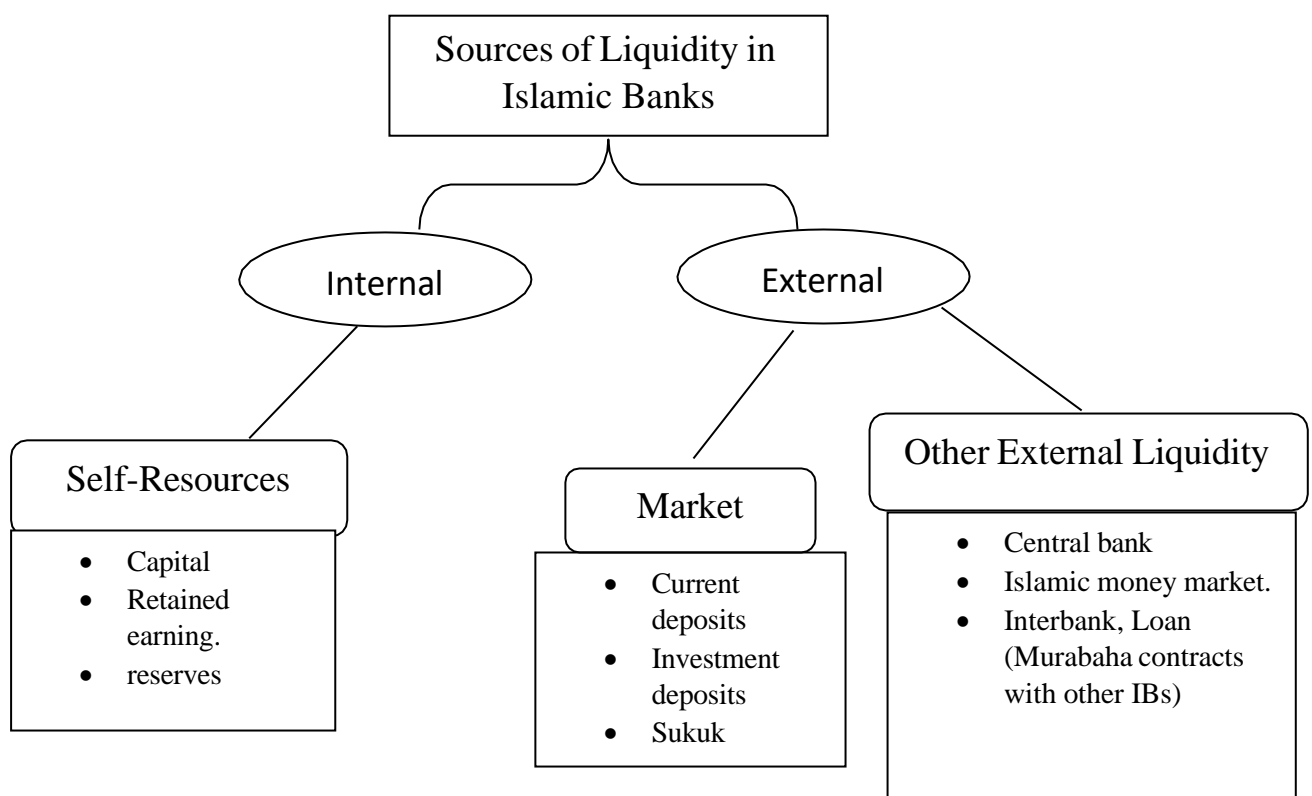 Sources of Liquidity in
Islamic Banks
Internal
External
Self-Resources
• Capital
• Retained
earning.
• reserves
Market
• Current
deposits
• Investment
deposits
• Sukuk
Other External Liquidity
• Central bank
• Islamic money market.
• Interbank, Loan
(Murabaha contracts
with other IBs)